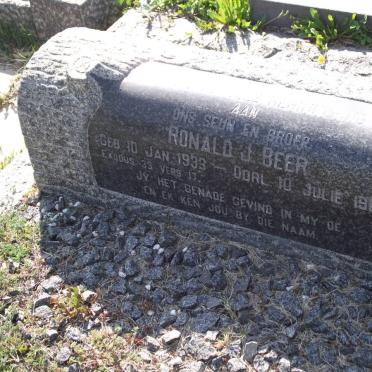 AAN
ONS SEUN EN BROER
RONALD J. BEER
GEB 10 JAN 1933 — OORL 10 JULIE
EXODUS 33 VERS 17.
JY HET GENADE GEVIND IN MY OE
EN EK KEN JOU BY DIE NAAM.